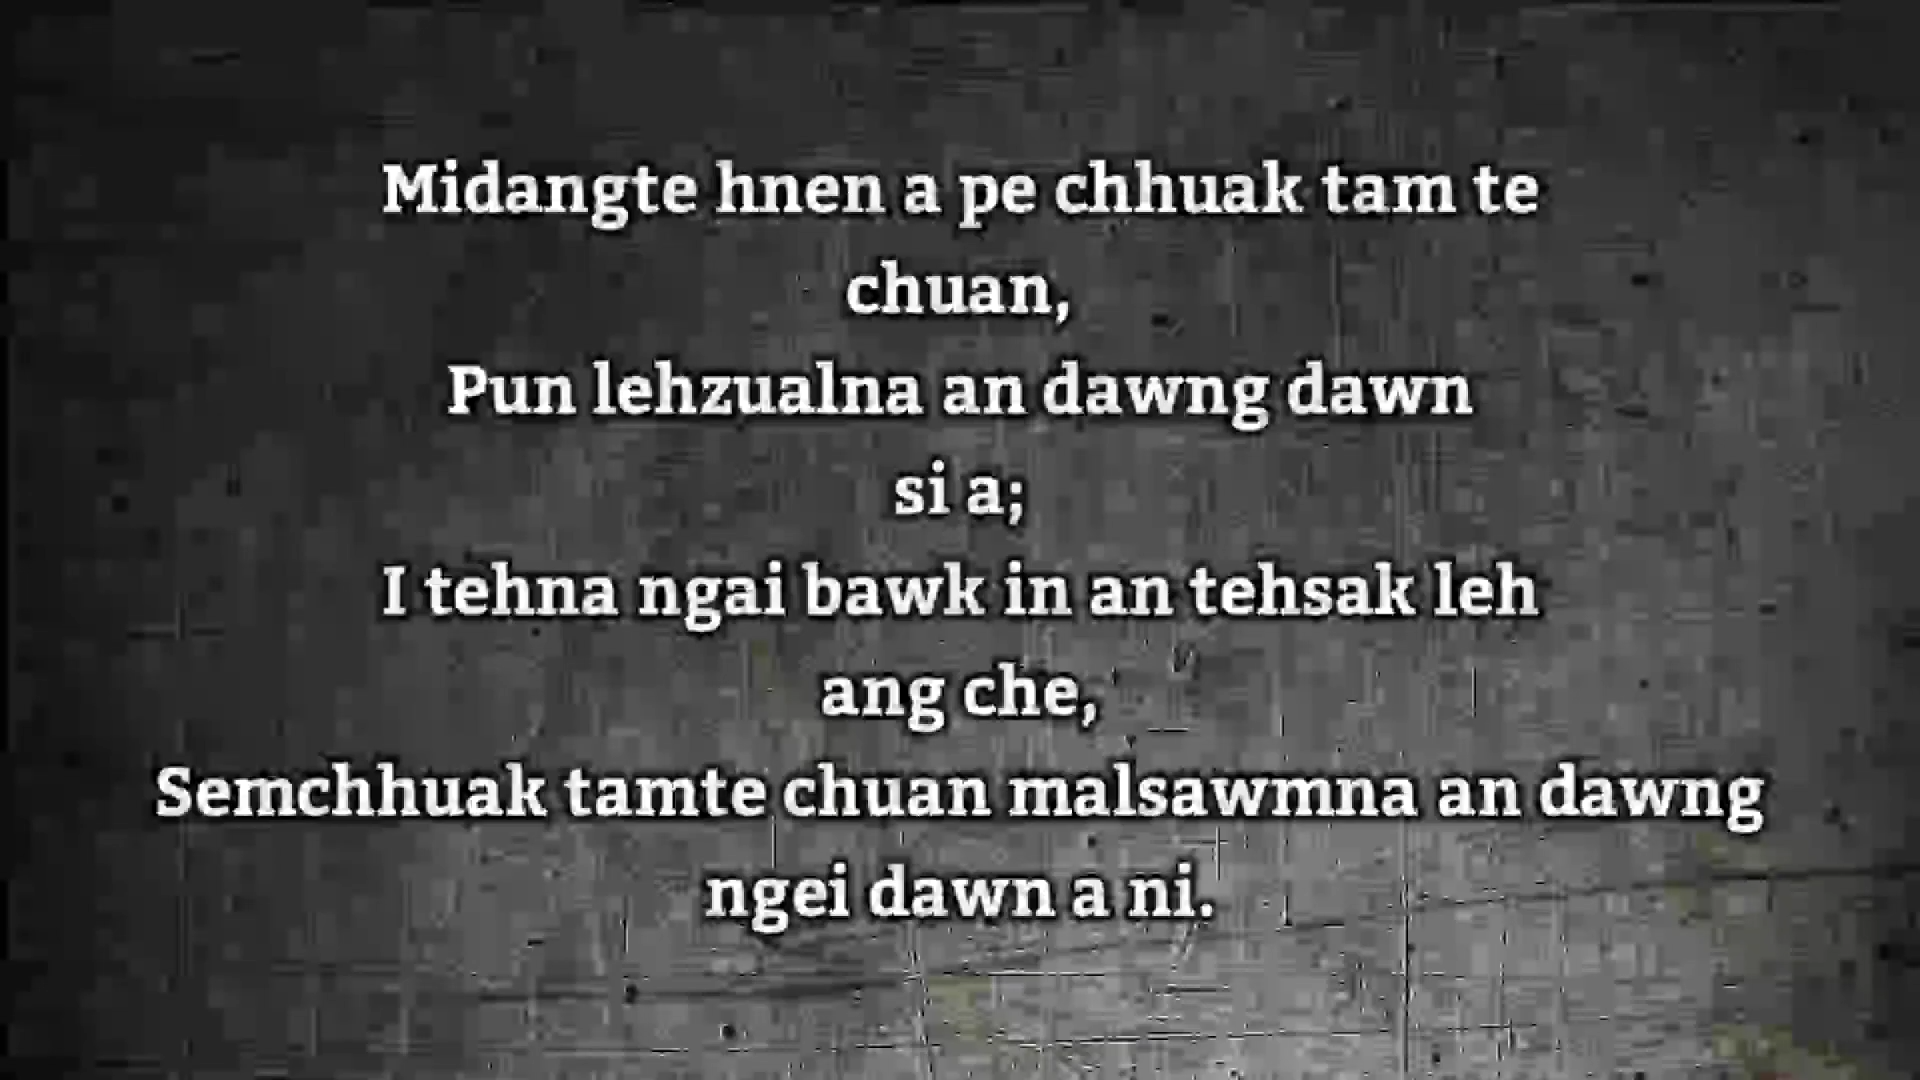 Midangte hnen a pe chhuak tam te
chuan,
Pun lehzualna an dawng dawn
si a;
I tehna ngai bawk in an tehsak leh
ang che,
Semchhuak tamte chuan malsawmna an dawng
ngei dawn a ni.